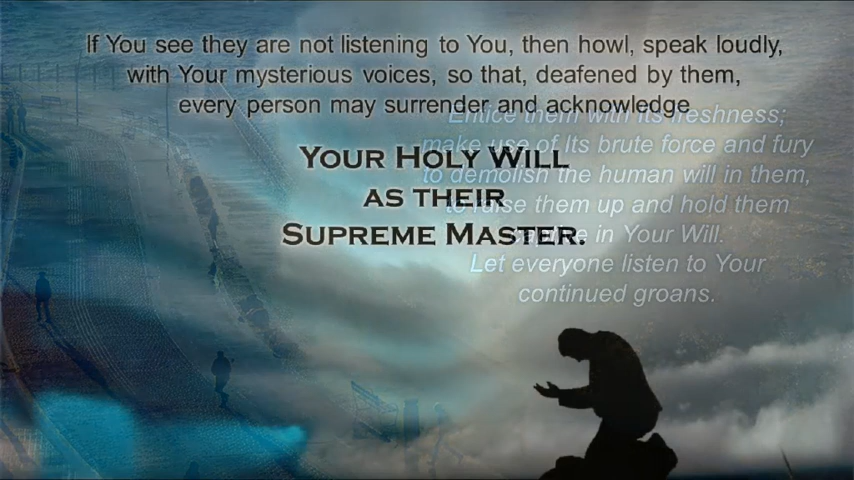 If You see they are not listening to You, then howl, speak loudly,
with Your mysterious voices, so that, deafened by them,
every person may surrender and acknowledge
YOUR HOLY WILL
AS THEIR
SUPREME MASTER.
Entice them with Its freshness;
make use of Its brute force and fury
to demolish the human will in them,
to raise them up and hold them
in Your Will.
Let everyone listen to Your
continued groans.